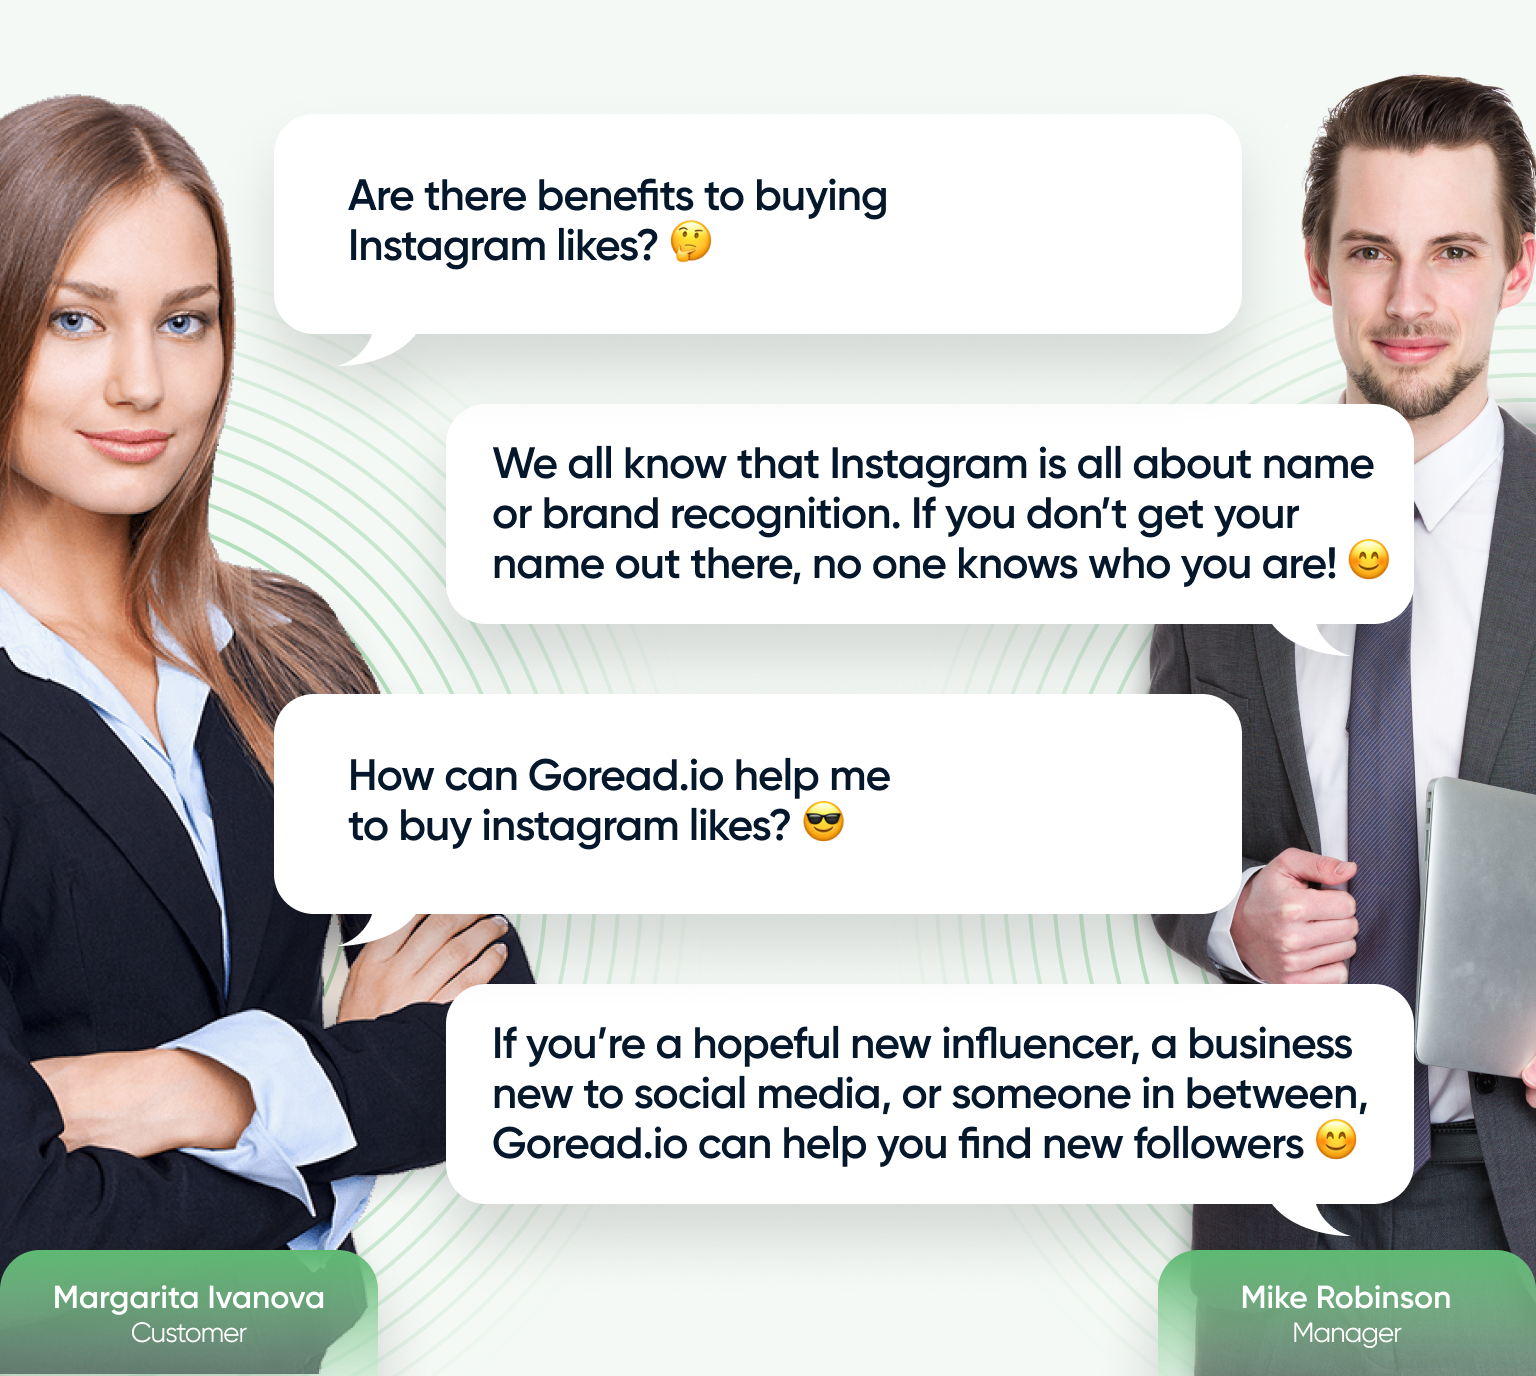 Are there benefits to buying
Instagram likes? 🤔
We all know that Instagram is all about name
or brand recognition. If you don’t get your
name out there, no one knows who you are! 😊
How can Goread.io help me
to buy instagram likes? 😎
If you’re a hopeful new influencer, a business
new to social media, or someone in between,
Goread.io can help you find new followers 😊
Margarita Ivanova
Customer
Mike Robinson
Manager